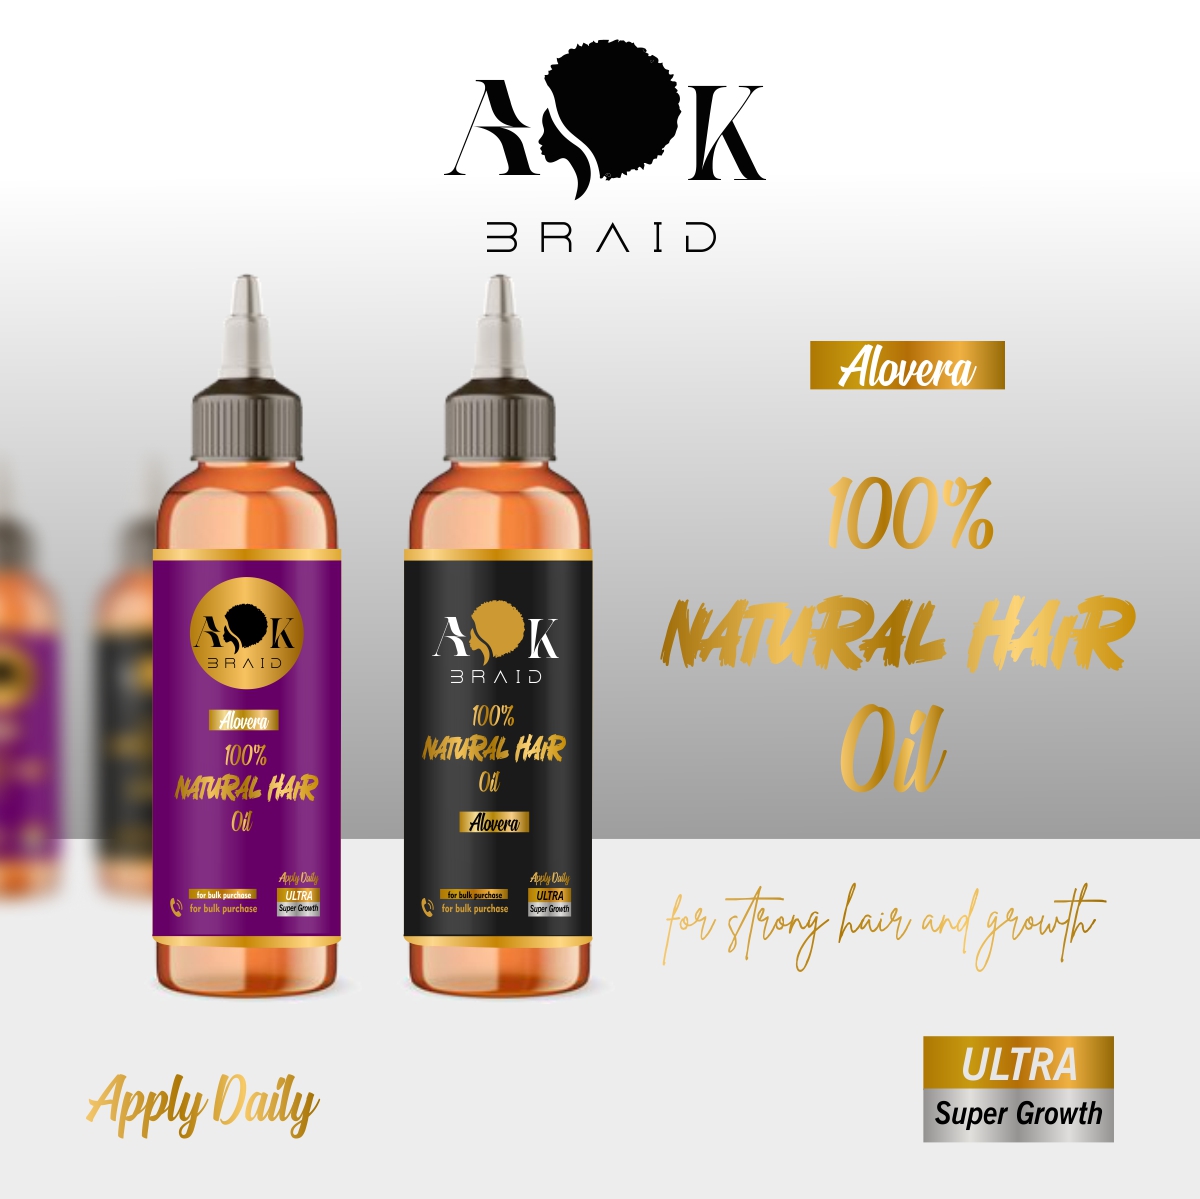 A K
BRAID
Alovera
100%
NATURAL HAIR
Oil
for strong hair and growth
Apply Daily
ULTRA
Super Growth
A K
BRAID
Alovera
100%
NATURAL HAIR
Oil
for bulk purchase
for bulk purchase
Apply Daily
ULTRA
Super Growth
A K
BRAID
100%
NATURAL HAIR
Oil
Alovera
for bulk purchase
for bulk purchase
Apply Daily
ULTRA
Super Growth